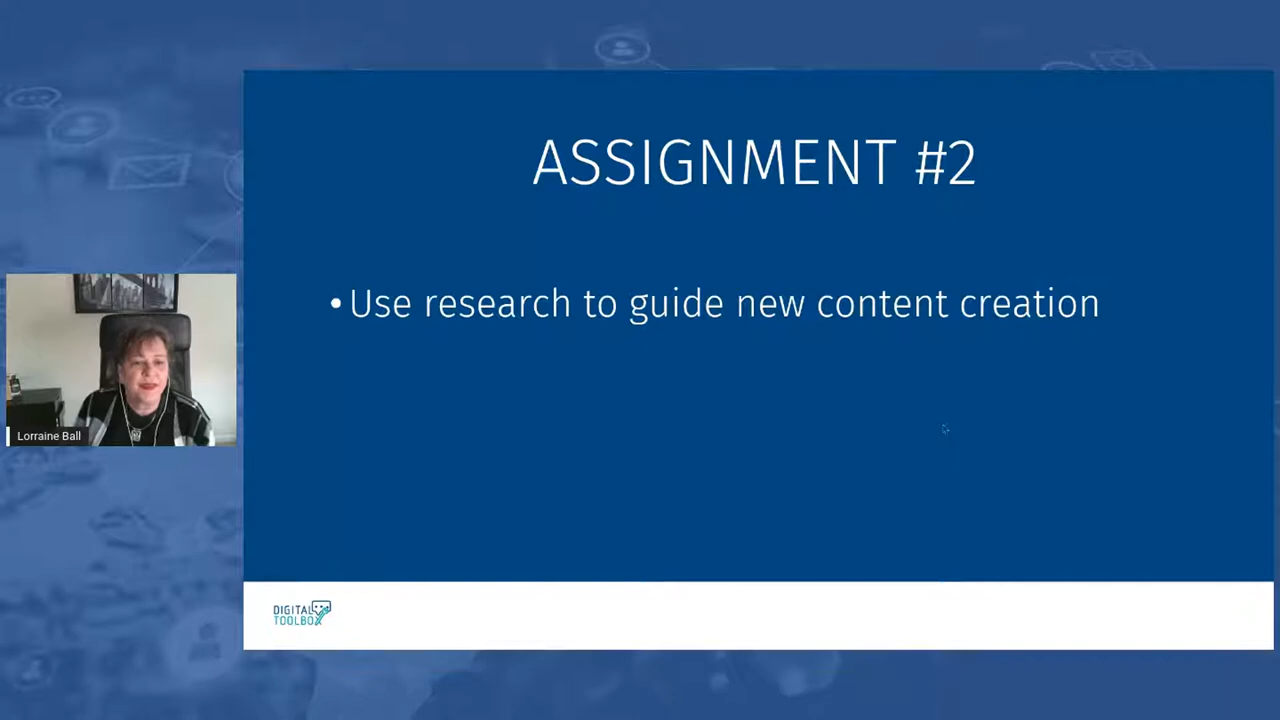 ASSIGNMENT #2
•Use research to guide new content creation
Lorraine Ball
DIGITAL
TOOLBOX